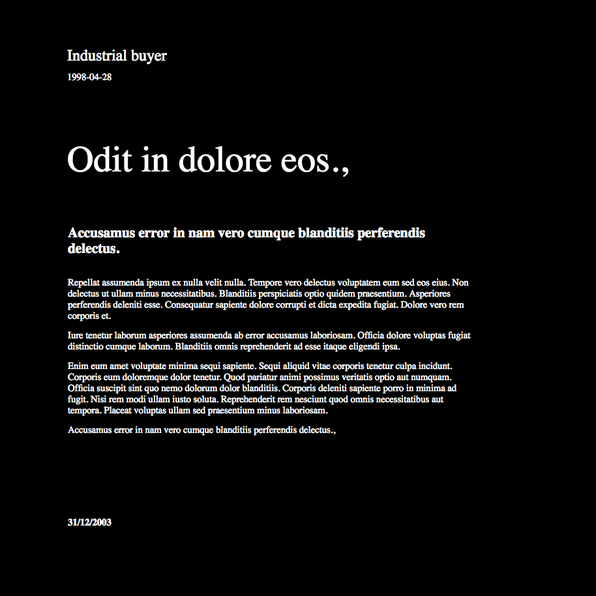 Industrial buyer
1998-04-28
Odit in dolore eos.,
Accusamus error in nam vero cumque blanditiis perferendis
delectus.
Repellat assumenda ipsum ex nulla velit nulla. Tempore vero delectus voluptatem eum sed eos eius. Non
delectus ut ullam minus necessitatibus. Blanditiis perspiciatis optio quidem praesentium. Asperiores
perferendis deleniti esse. Consequatur sapiente dolore corrupti et dicta expedita fugiat. Dolore vero rem
corporis et.
Iure tenetur laborum asperiores assumenda ab error accusamus laboriosam. Officia dolore voluptas fugiat
distinctio cumque laborum. Blanditiis omnis reprehenderit ad esse itaque eligendi ipsa.
Enim eum amet voluptate minima sequi sapiente. Sequi aliquid vitae corporis tenetur culpa incidunt.
Corporis eum doloremque dolor tenetur. Quod pariatur animi possimus veritatis optio aut numquam.
Officia suscipit sint quo nemo dolorum dolor blanditiis. Corporis deleniti sapiente porro in minima ad
fugit. Nisi rem modi ullam iusto soluta. Reprehenderit rem nesciunt quod omnis necessitatibus aut
tempora. Placeat voluptas ullam sed praesentium minus laboriosam.
Accusamus error in nam vero cumque blanditiis perferendis delectus.,
31/12/2003